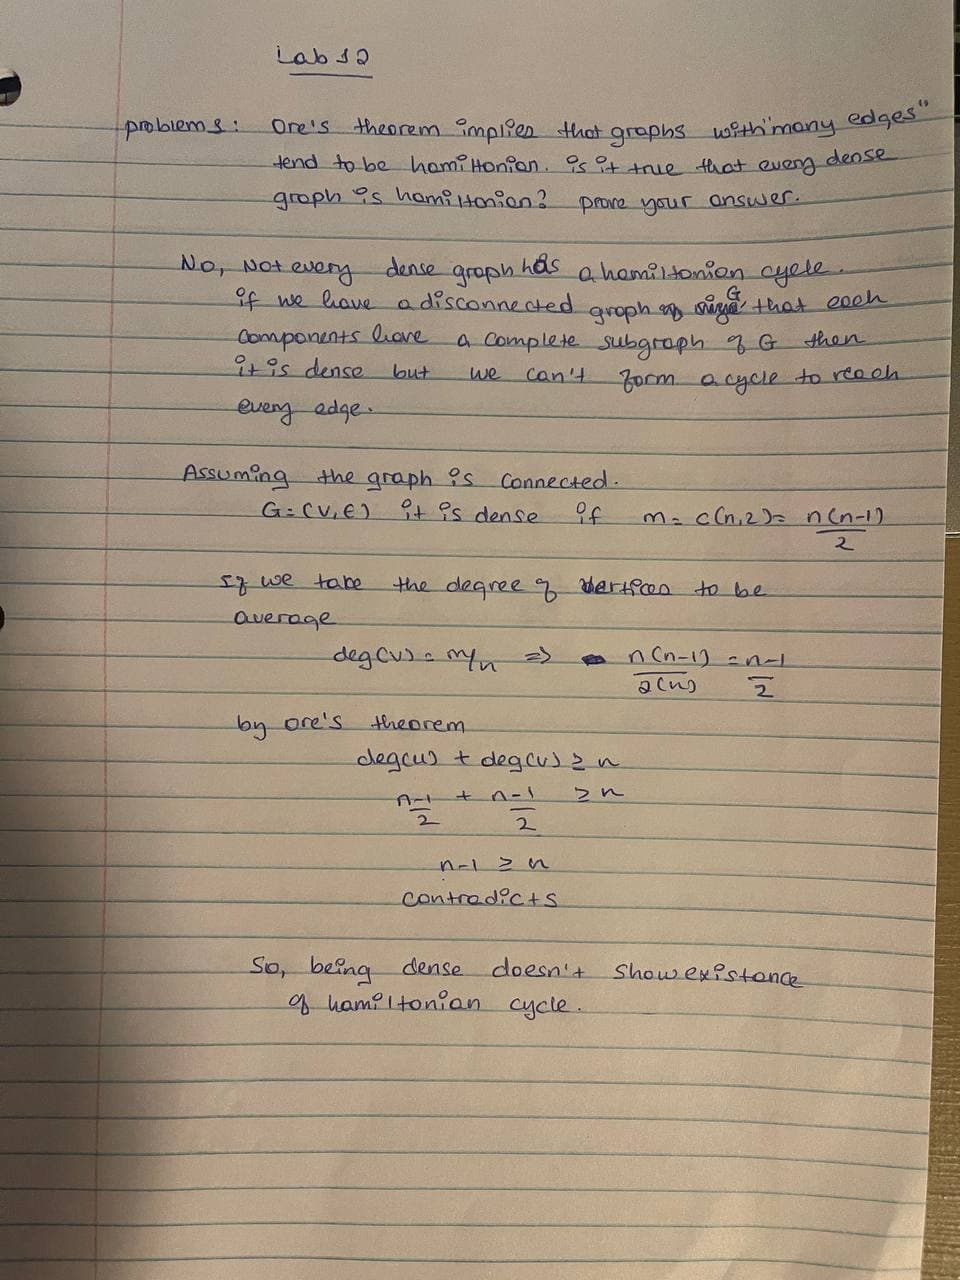 Lab 12
problems: Ore's theorem implies that graphs with "many edges"
tend to be hamiltonian. is it true that every dense
graph is hamiltonian? prove your answer.
No, Not every dense graph has a hamiltonian cycle.
if we have a disconnected graph G that each
components have a complete subgraph of G then
it is dense but we can't form a cycle to reach
every edge.
Assuming the graph is connected.
G=(V,E) it is dense if m = C(n,2) = n(n-1)/2
If we take the degree of vertices to be
average
deg(v) = m/n => n(n-1)/2(n) = n-1/2
by ore's theorem
deg(u) + deg(v) ≥ n
n-1/2 + n-1/2 ≥ n
n-1 ≥ n
contradicts
So, being dense doesn't show existance
of hamiltonian cycle.